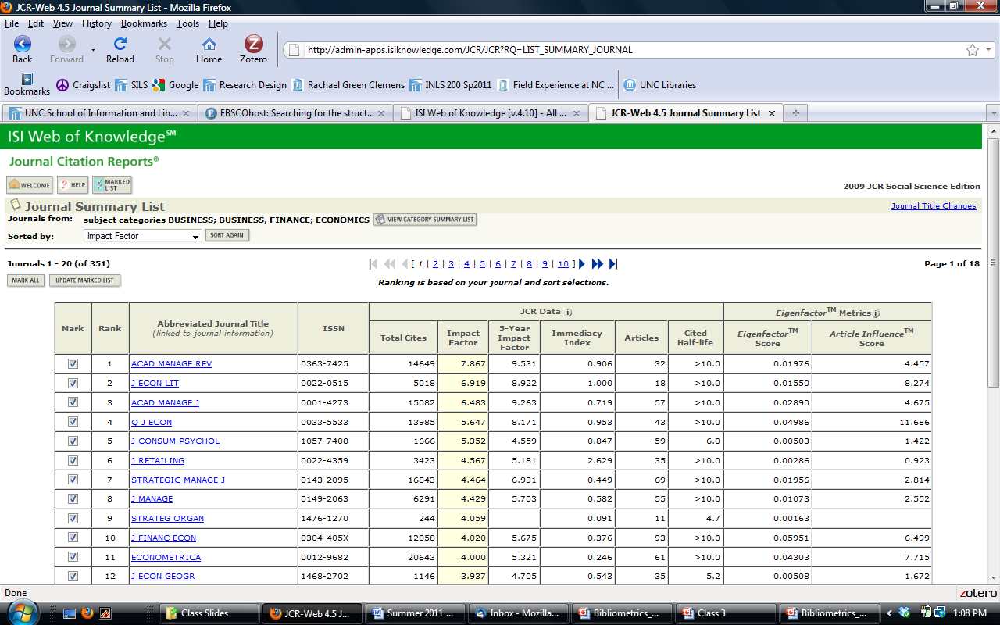 JCR-Web 4.5 Journal Summary List - Mozilla Firefox
File Edit View History Bookmarks Tools Help
Back Forward Reload Stop Home Zotero
http://admin-apps.isiknowledge.com/JCR/JCR?RQ=LIST_SUMMARY_JOURNAL
Bookmarks Craigslist SILS Google Research Design Rachael Green Clemens INLS 200 Sp2011 Field Experience at NC ... UNC Libraries
UNC School of Information and Lib... EBSCOhost: Searching for the struct... ISI Web of Knowledge [v.4.10] - All ... JCR-Web 4.5 Journal Summary List
ISI Web of Knowledge℠
Journal Citation Reports®
WELCOME ? HELP MARKED LIST
2009 JCR Social Science Edition
Journal Summary List
Journal Title Changes
Journals from: subject categories BUSINESS; BUSINESS, FINANCE; ECONOMICS VIEW CATEGORY SUMMARY LIST
Sorted by: Impact Factor SORT AGAIN
Journals 1 - 20 (of 351) [ 1 | 2 | 3 | 4 | 5 | 6 | 7 | 8 | 9 | 10 ] Page 1 of 18
MARK ALL UPDATE MARKED LIST
Ranking is based on your journal and sort selections.
Mark Rank Abbreviated Journal Title (linked to journal information) ISSN JCR Data i Eigenfactor™ Metrics i
Total Cites Impact Factor 5-Year Impact Factor Immediacy Index Articles Cited Half-life Eigenfactor™ Score Article Influence™ Score
1 ACAD MANAGE REV 0363-7425 14649 7.867 9.531 0.906 32 >10.0 0.01976 4.457
2 J ECON LIT 0022-0515 5018 6.919 8.922 1.000 18 >10.0 0.01550 8.274
3 ACAD MANAGE J 0001-4273 15082 6.483 9.263 0.719 57 >10.0 0.02890 4.675
4 Q J ECON 0033-5533 13985 5.647 8.171 0.953 43 >10.0 0.04986 11.686
5 J CONSUM PSYCHOL 1057-7408 1666 5.352 4.559 0.847 59 6.0 0.00503 1.422
6 J RETAILING 0022-4359 3423 4.567 5.181 2.629 35 >10.0 0.00286 0.923
7 STRATEGIC MANAGE J 0143-2095 16843 4.464 6.931 0.449 69 >10.0 0.01956 2.814
8 J MANAGE 0149-2063 6291 4.429 5.703 0.582 55 >10.0 0.01073 2.552
9 STRATEG ORGAN 1476-1270 244 4.059 0.091 11 4.7 0.00163
10 J FINANC ECON 0304-405X 12058 4.020 5.675 0.376 93 >10.0 0.05951 6.499
11 ECONOMETRICA 0012-9682 20643 4.000 5.321 0.246 61 >10.0 0.04303 7.715
12 J ECON GEOGR 1468-2702 1146 3.937 4.705 0.543 35 5.2 0.00508 1.672
Done zotero
Class Slides JCR-Web 4.5 J... Summer 2011 ... Inbox - Mozilla... Bibliometrics_... Class 3 Bibliometrics_... 1:08 PM